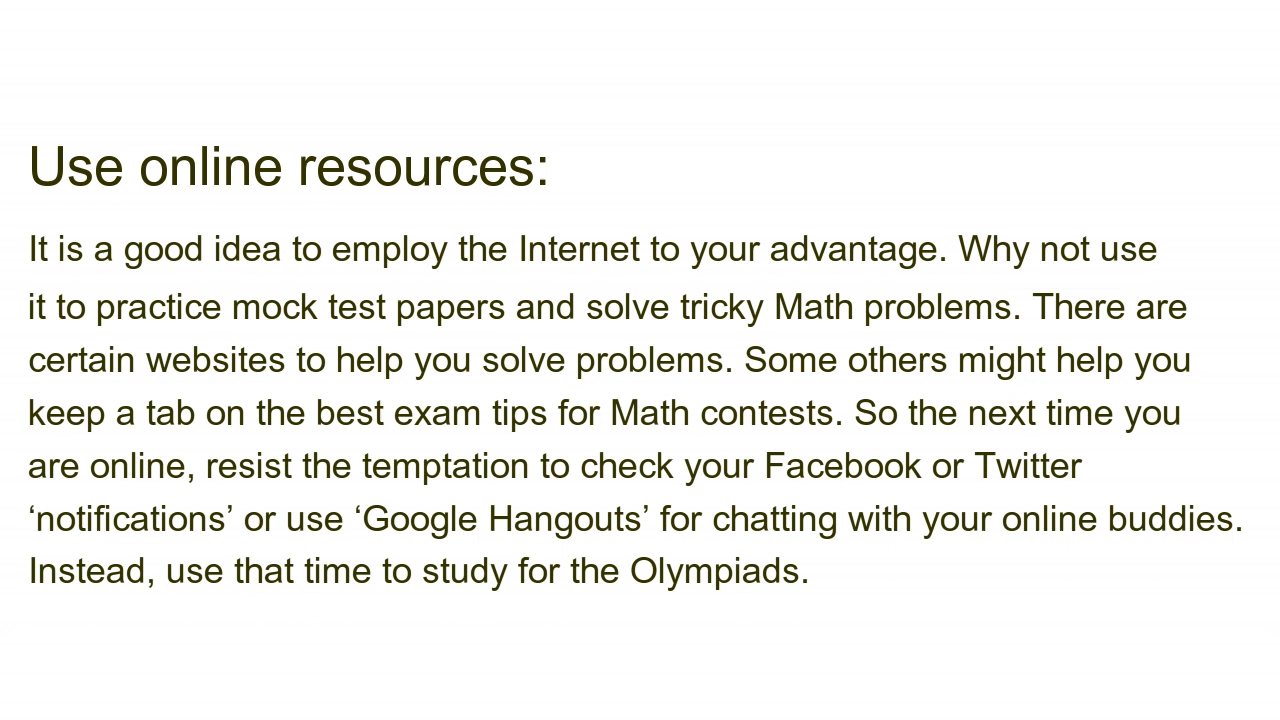 Use online resources:
It is a good idea to employ the Internet to your advantage. Why not use
it to practice mock test papers and solve tricky Math problems. There are
certain websites to help you solve problems. Some others might help you
keep a tab on the best exam tips for Math contests. So the next time you
are online, resist the temptation to check your Facebook or Twitter
‘notifications’ or use ‘Google Hangouts’ for chatting with your online buddies.
Instead, use that time to study for the Olympiads.